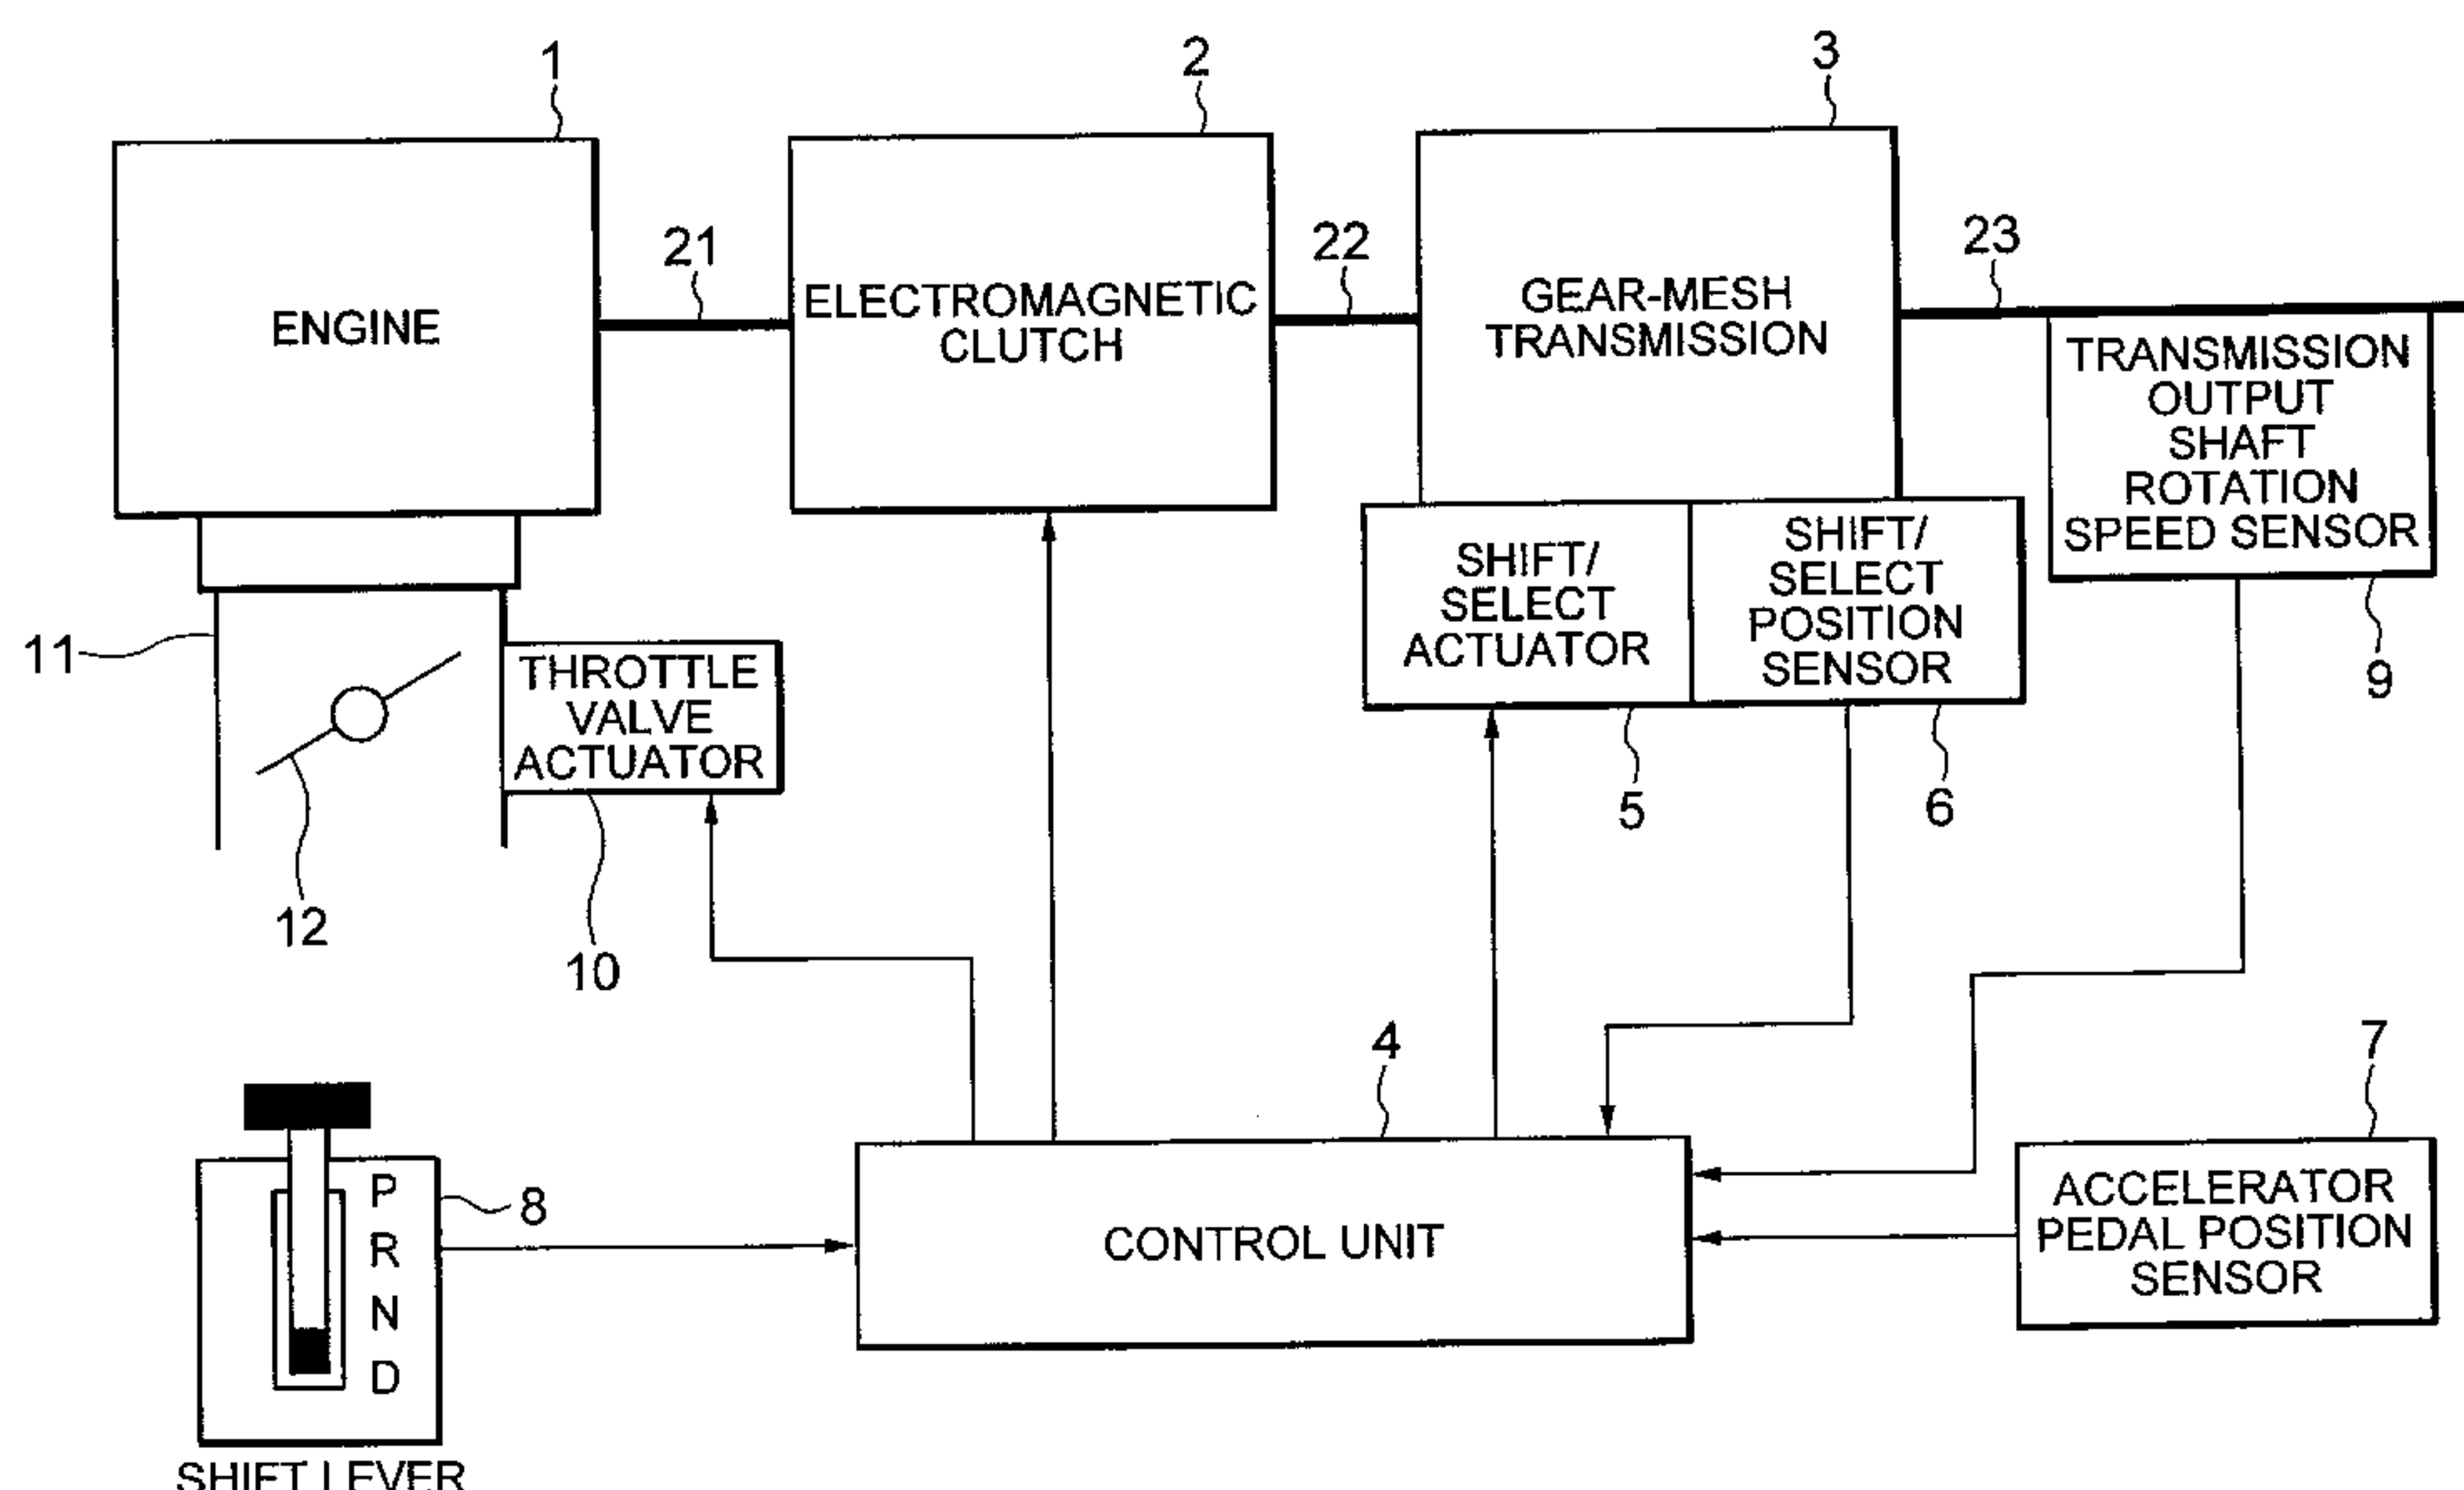 1
2
3
21
22
23
ENGINE
ELECTROMAGNETIC
CLUTCH
GEAR-MESH
TRANSMISSION
TRANSMISSION
OUTPUT
SHAFT
ROTATION
SPEED SENSOR
SHIFT/
SELECT
ACTUATOR
SHIFT/
SELECT
POSITION
SENSOR
11
THROTTLE
VALVE
ACTUATOR
9
5
6
12
10
4
7
P
R
N
D
8
CONTROL UNIT
ACCELERATOR
PEDAL POSITION
SENSOR
SHIFT LEVER